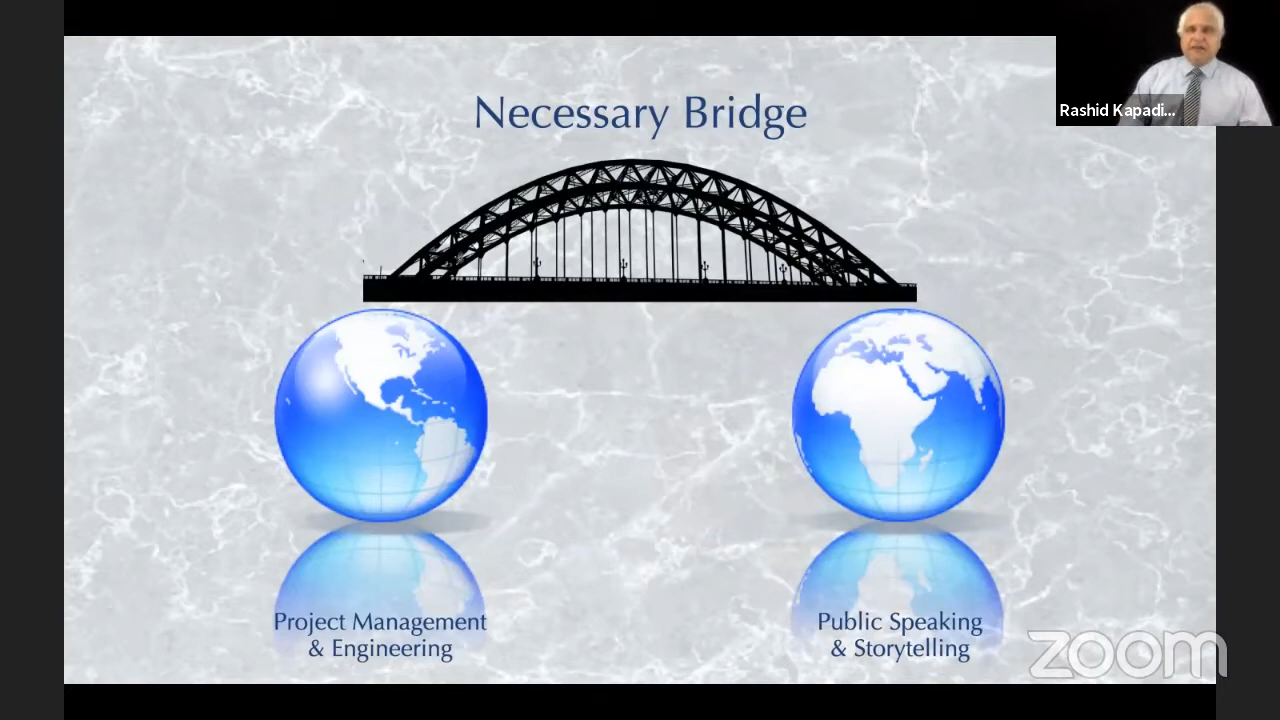 Necessary Bridge
Rashid Kapadi...
Project Management
& Engineering
Public Speaking
& Storytelling
zoom